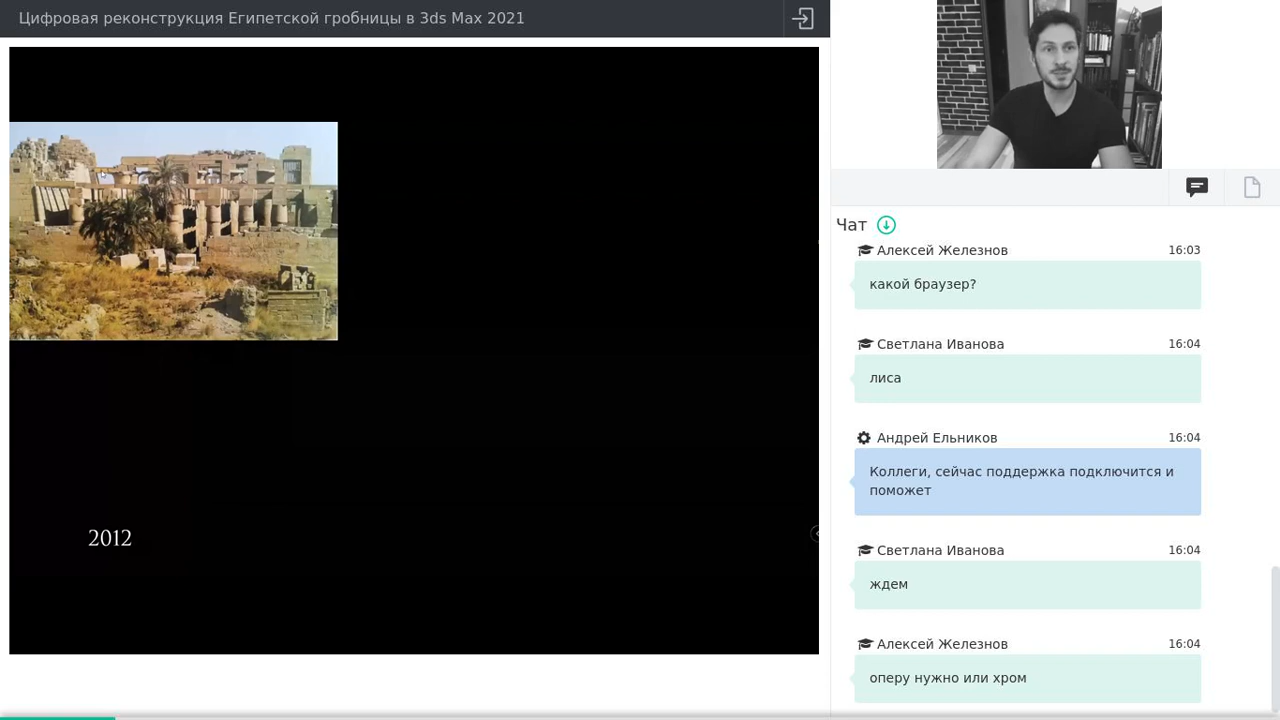 Цифровая реконструкция Египетской гробницы в 3ds Max 2021
2012
Чат
Алексей Железнов 16:03
какой браузер?
Светлана Иванова 16:04
лиса
Андрей Ельников 16:04
Коллеги, сейчас поддержка подключится и
поможет
Светлана Иванова 16:04
ждем
Алексей Железнов 16:04
оперу нужно или хром